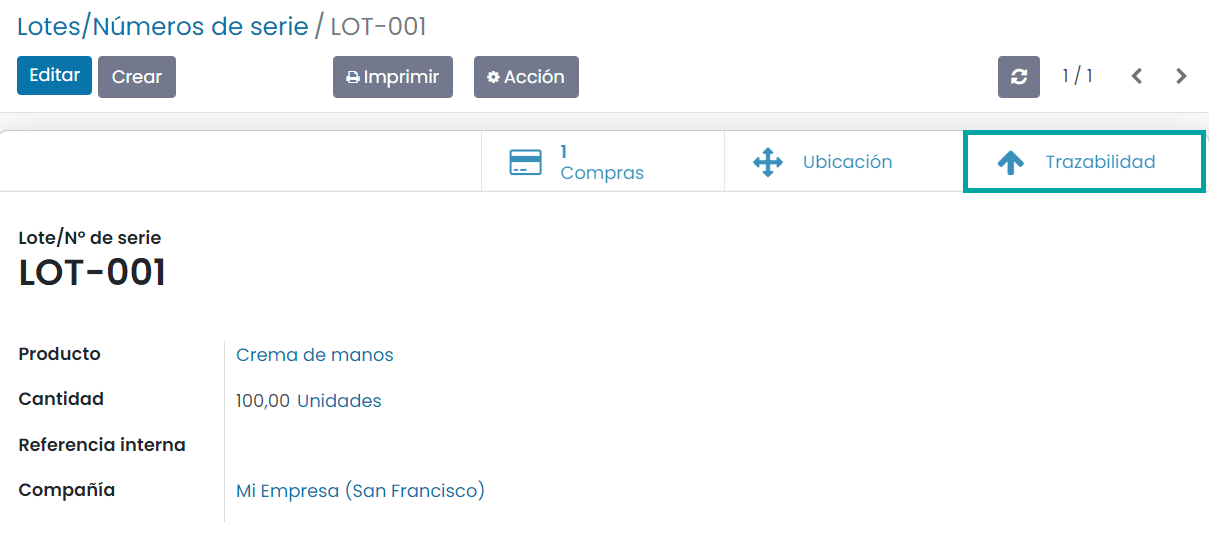 Lotes/Números de serie / LOT-001
Editar Crear Imprimir Acción 1 / 1
1
Compras Ubicación Trazabilidad
Lote/Nº de serie
LOT-001
Producto Crema de manos
Cantidad 100,00 Unidades
Referencia interna
Compañía Mi Empresa (San Francisco)